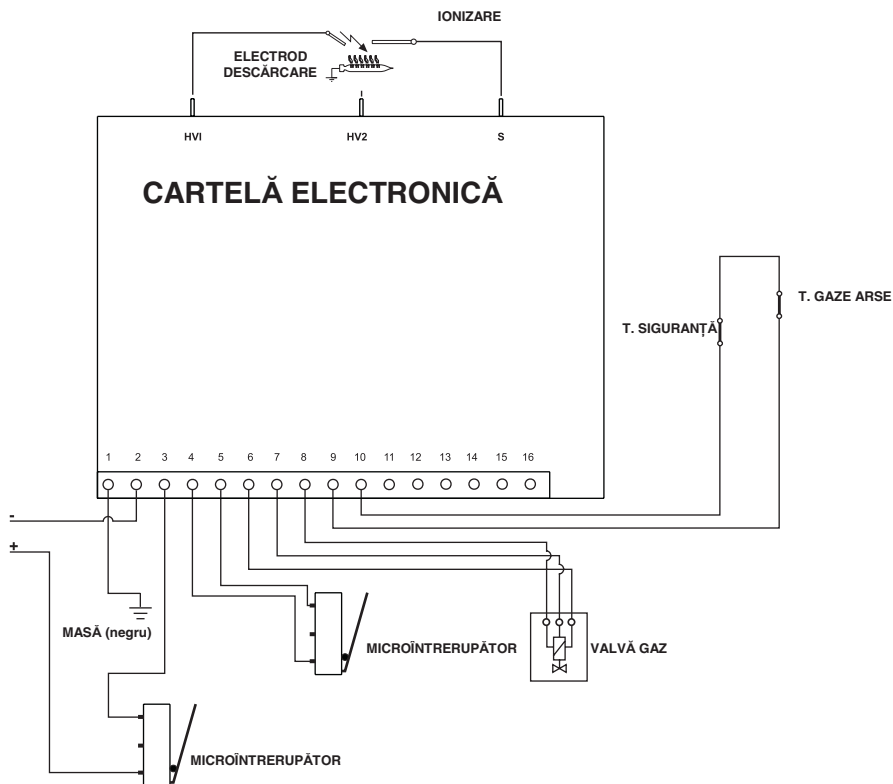 IONIZARE
ELECTROD
DESCĂRCARE
HV1
HV2
S
CARTELĂ ELECTRONICĂ
T. GAZE ARSE
T. SIGURANȚĂ
1 2 3 4 5 6 7 8 9 10 11 12 13 14 15 16
-
+
MASĂ (negru)
MICROÎNTRERUPĂTOR
VALVĂ GAZ
MICROÎNTRERUPĂTOR